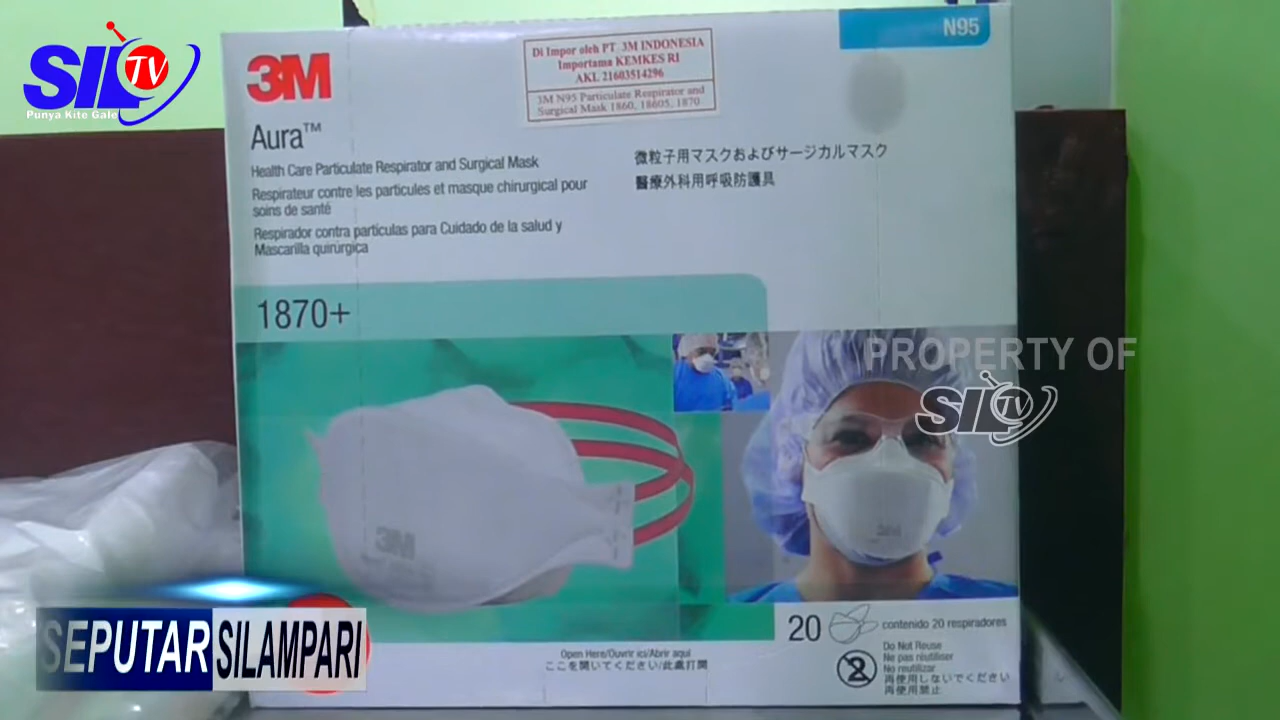 SILTV
Punya Kite Gale
3M
Di Impor oleh PT 3M INDONESIA
Importama KEMKES RI
AKL 21603514296
3M N95 Particulate Respirator and
Surgical Mask 1860, 1860S, 1870
N95
Aura™
Health Care Particulate Respirator and Surgical Mask
Respirateur contre les particules et masque chirurgical pour
soins de santé
Respirador contra particulas para Cuidado de la salud y
Mascarilla quirúrgica
微粒子用マスクおよびサージカルマスク
醫療外科用呼吸防護具
1870+
3M
3M
PROPERTY OF
SILTV
20
contenido 20 respiradores
Open Here/Ouvrir ici/Abrir aquí
ここを開いてください/此處打開
2
Do Not Reuse
Ne pas réutiliser
No reutilizar
再使用しないでください
再使用禁止
SEPUTAR SILAMPARI